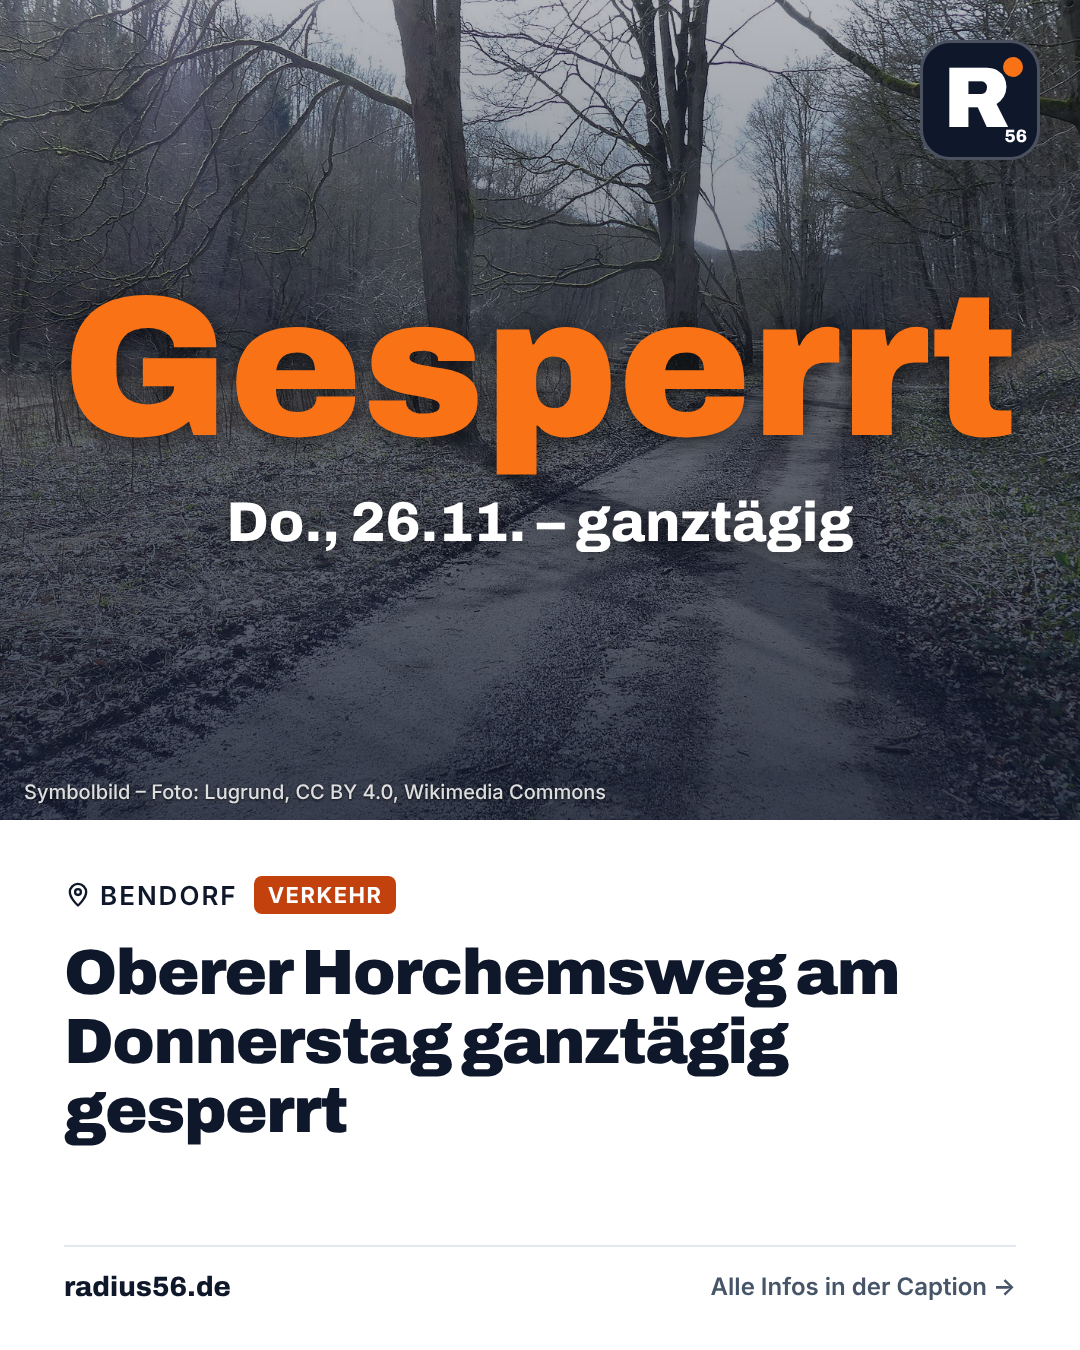 R
56
Gesperrt
Do., 26.11. – ganztägig
Symbolbild – Foto: Lugrund, CC BY 4.0, Wikimedia Commons
BENDORF VERKEHR
Oberer Horchemsweg am
Donnerstag ganztägig
gesperrt
radius56.de Alle Infos in der Caption →